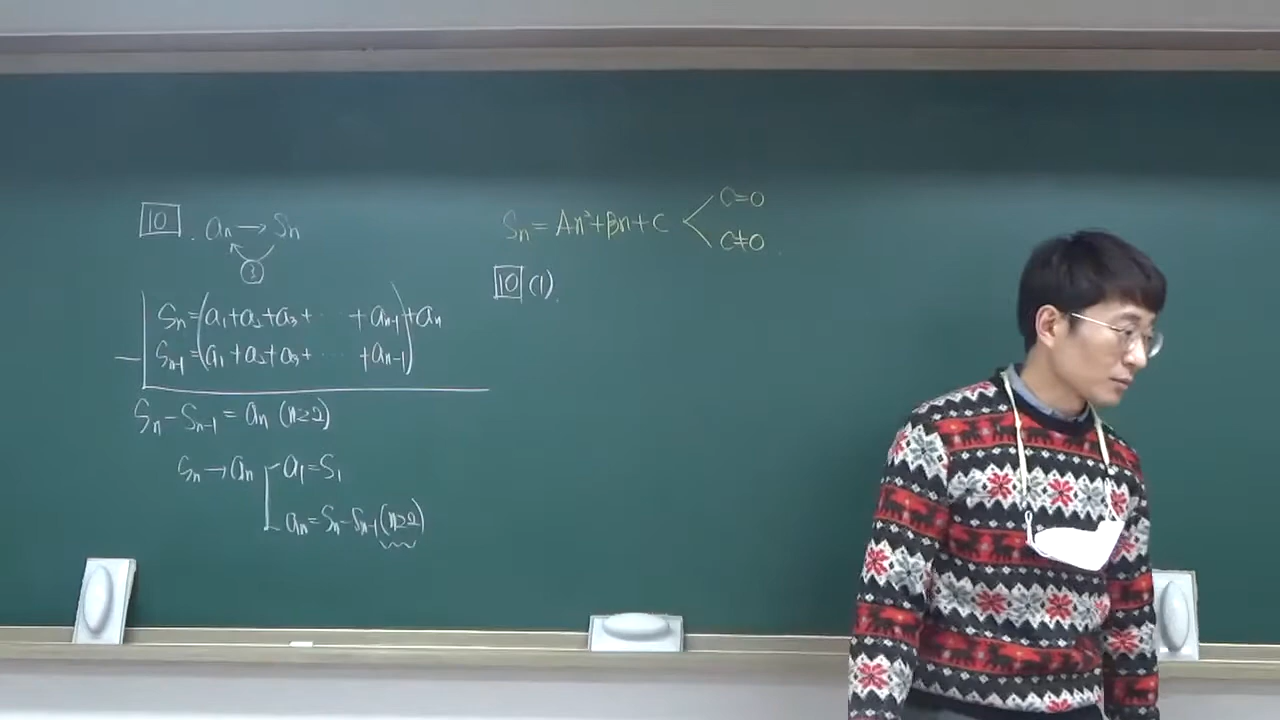 10 . an → Sn
③
Sn = (a1+a2+a3+ ··· + an-1) + an
Sn-1 = (a1+a2+a3+ ··· + an-1)
Sn - Sn-1 = an (n≥2)
Sn → an
a1 = S1
an = Sn - Sn-1 (n≥2)
Sn = An²+Bn+C
C=0
C≠0
10 (1).